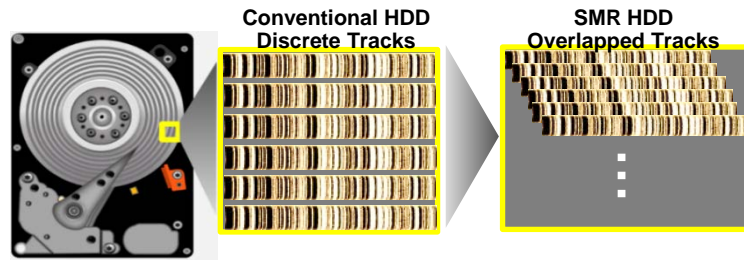 Conventional HDD
Discrete Tracks
SMR HDD
Overlapped Tracks